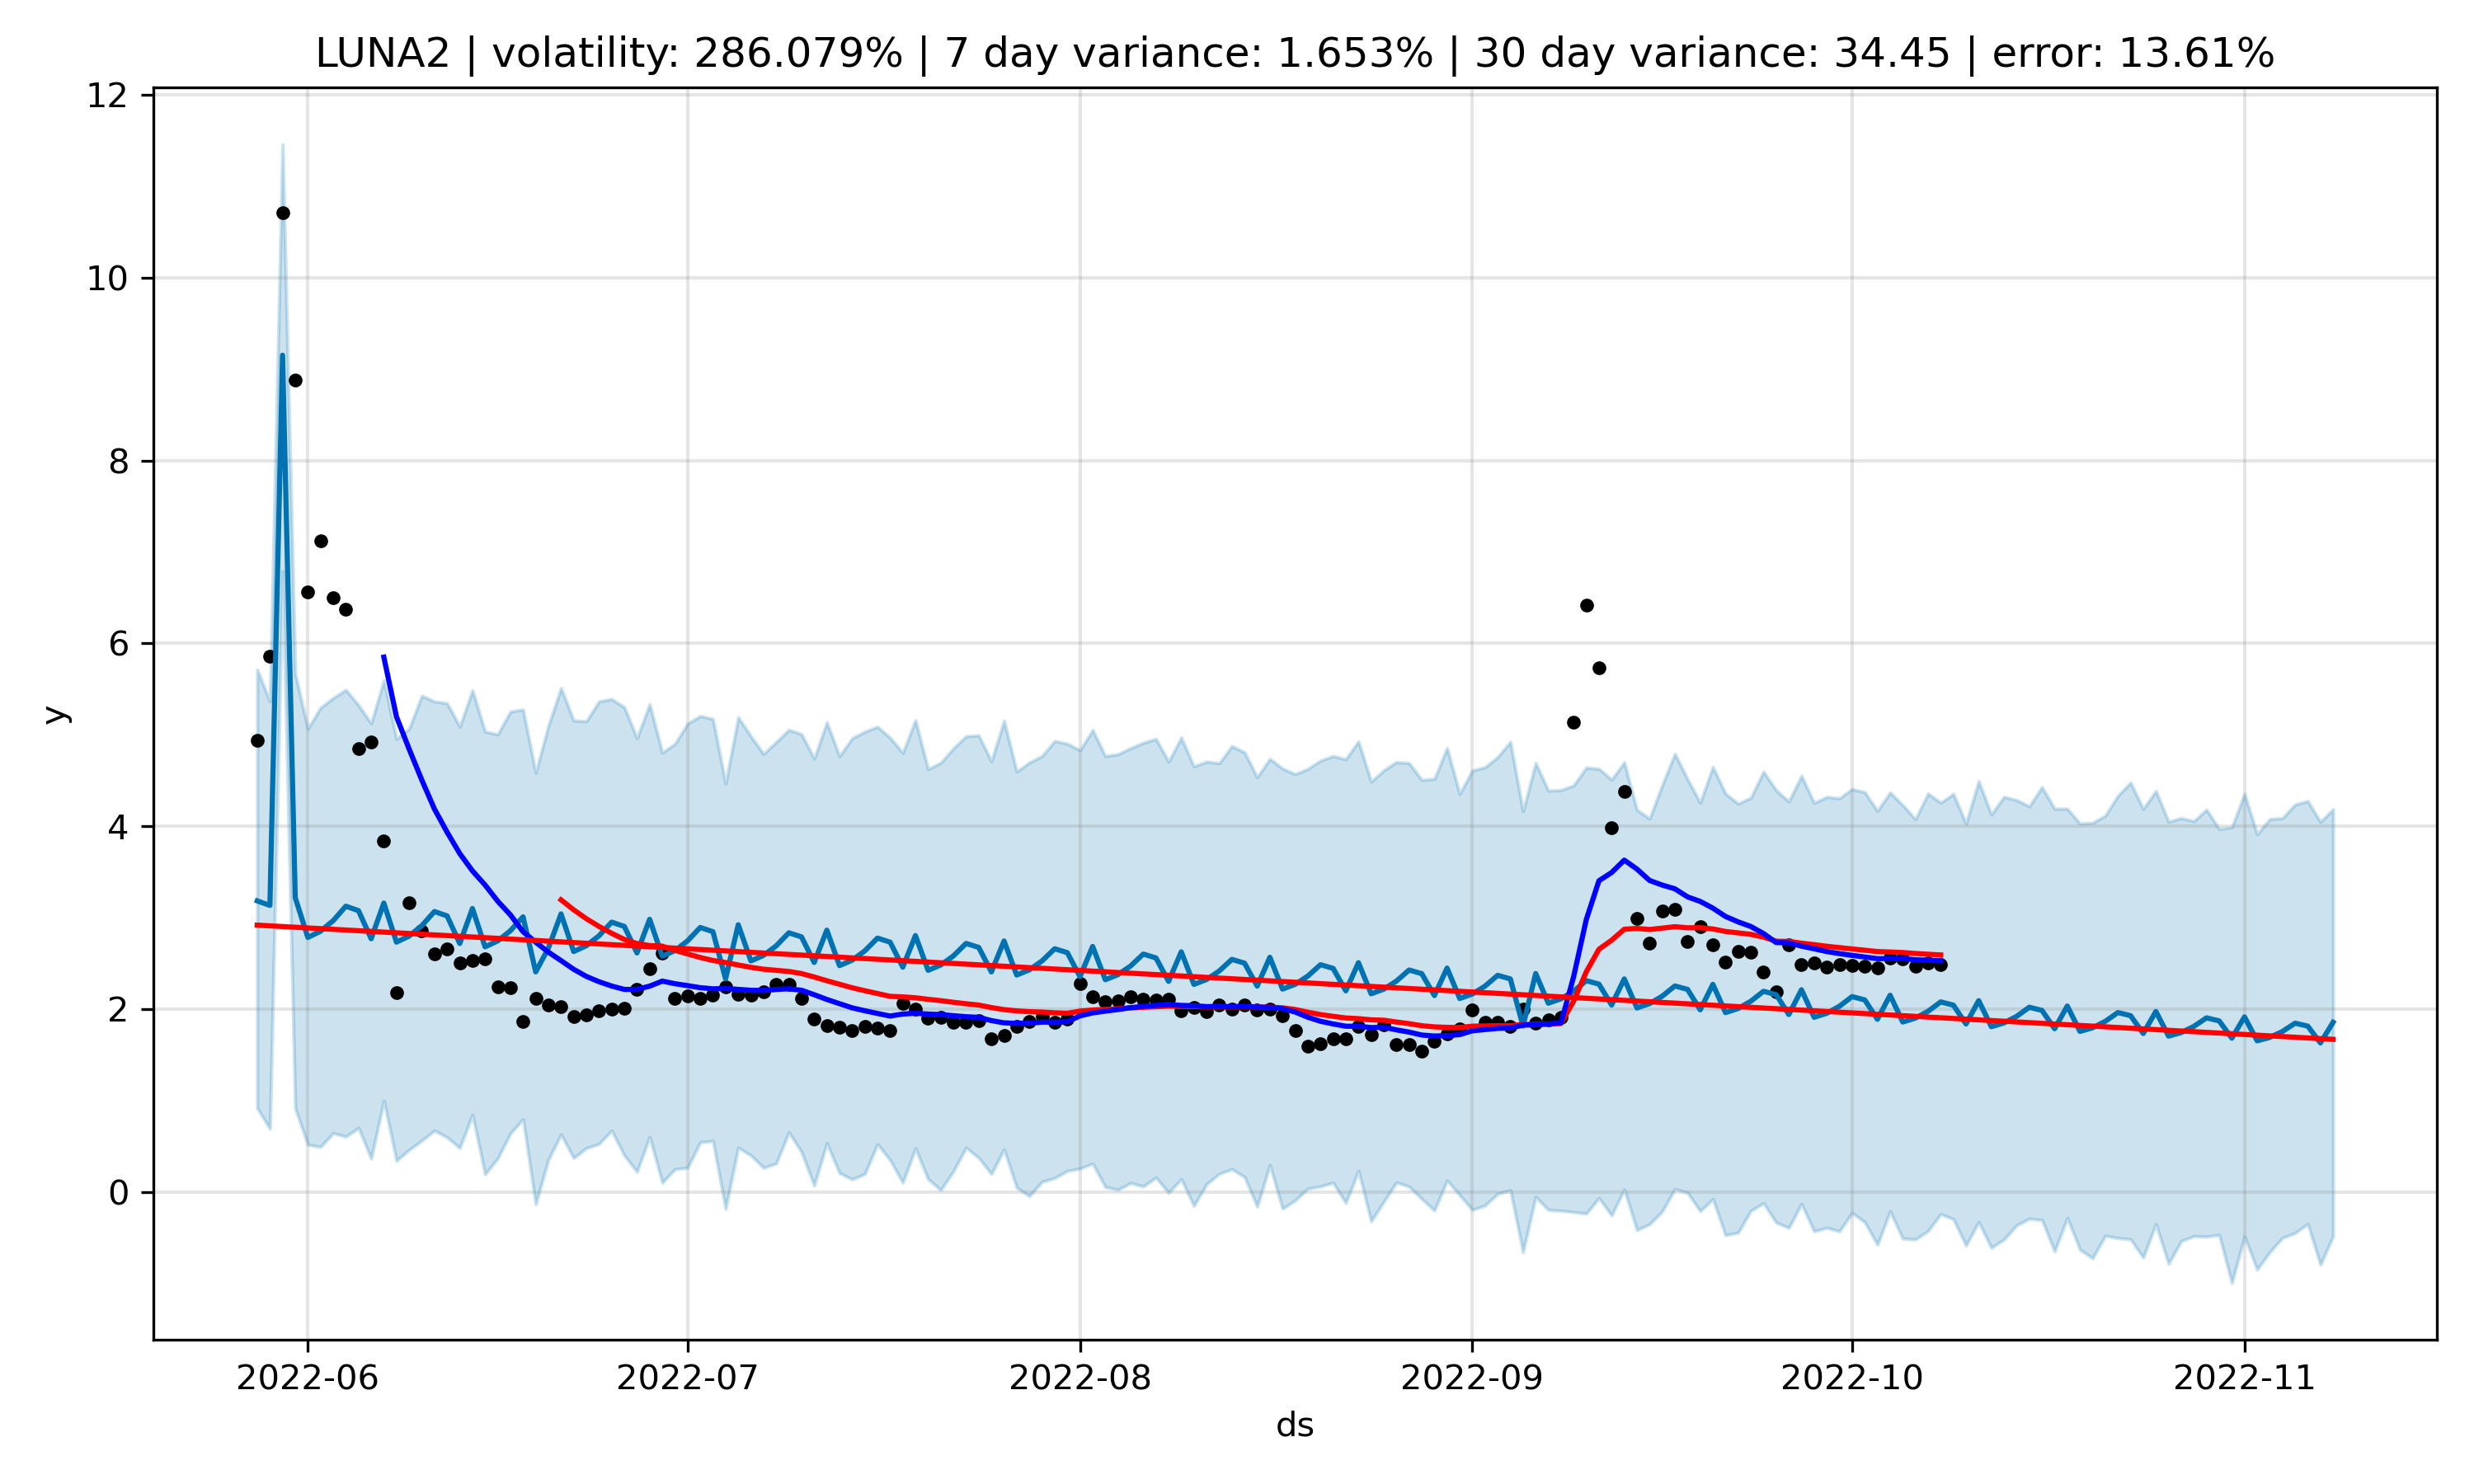 LUNA2 | volatility: 286.079% | 7 day variance: 1.653% | 30 day variance: 34.45 | error: 13.61%
12
10
8
6
4
2
0
y
2022-06 2022-07 2022-08 2022-09 2022-10 2022-11
ds